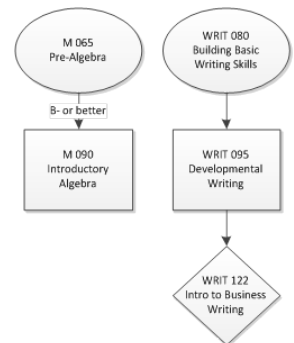 M 065
Pre-Algebra
B- or better
M 090
Introductory
Algebra
WRIT 080
Building Basic
Writing Skills
WRIT 095
Developmental
Writing
WRIT 122
Intro to Business
Writing